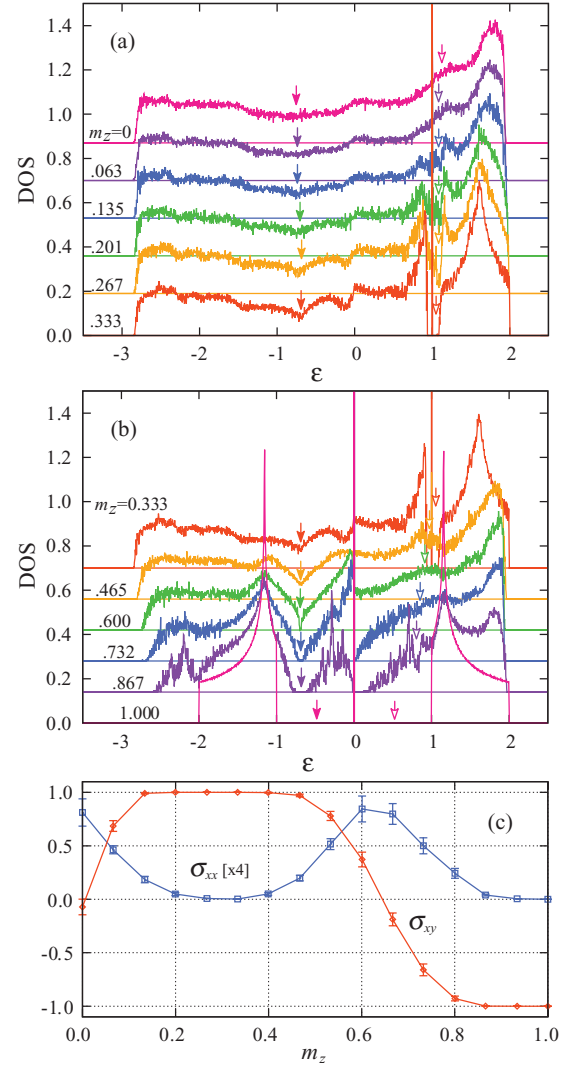 (a)
1.4
1.2
1.0
0.8
0.6
0.4
0.2
0.0
DOS
m_z=0
.063
.135
.201
.267
.333
-3 -2 -1 0 1 2
ε
(b)
1.4
1.2
1.0
0.8
0.6
0.4
0.2
0.0
DOS
m_z=0.333
.465
.600
.732
.867
1.000
-3 -2 -1 0 1 2
ε
(c)
1.0
0.5
0.0
-0.5
-1.0
σ_xx [x4]
σ_xy
0.0 0.2 0.4 0.6 0.8 1.0
m_z